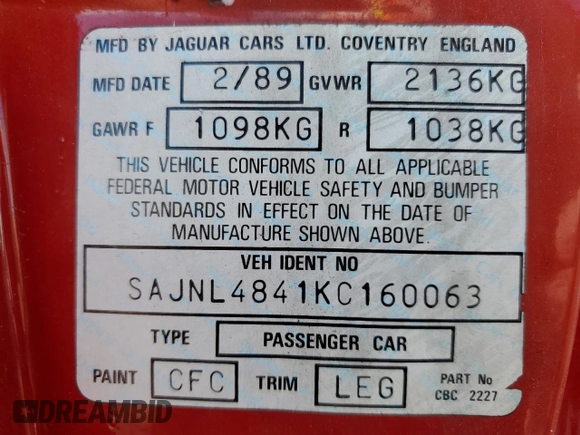 MFD BY JAGUAR CARS LTD. COVENTRY ENGLAND
MFD DATE 2/89 GVWR 2136KG
GAWR F 1098KG R 1038KG
THIS VEHICLE CONFORMS TO ALL APPLICABLE
FEDERAL MOTOR VEHICLE SAFETY AND BUMPER
STANDARDS IN EFFECT ON THE DATE OF
MANUFACTURE SHOWN ABOVE.
VEH IDENT NO
SAJNL4841KC160063
TYPE PASSENGER CAR
PAINT CFC TRIM LEG PART No
CBC 2227
DREAMBID